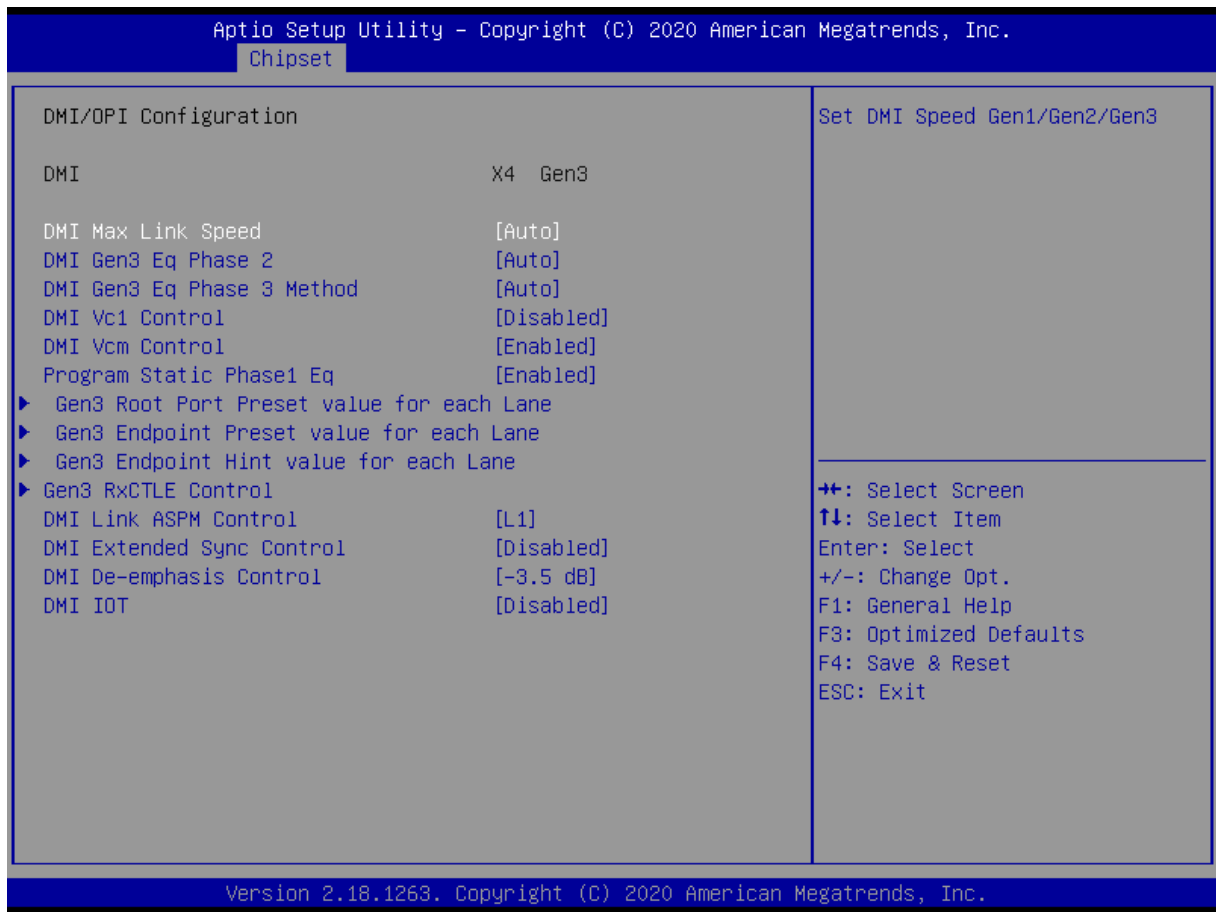 Aptio Setup Utility – Copyright (C) 2020 American Megatrends, Inc.
Chipset
DMI/OPI Configuration
DMI X4 Gen3
DMI Max Link Speed [Auto]
DMI Gen3 Eq Phase 2 [Auto]
DMI Gen3 Eq Phase 3 Method [Auto]
DMI Vc1 Control [Disabled]
DMI Vcm Control [Enabled]
Program Static Phase1 Eq [Enabled]
Gen3 Root Port Preset value for each Lane
Gen3 Endpoint Preset value for each Lane
Gen3 Endpoint Hint value for each Lane
Gen3 RxCTLE Control
DMI Link ASPM Control [L1]
DMI Extended Sync Control [Disabled]
DMI De-emphasis Control [-3.5 dB]
DMI IOT [Disabled]
Set DMI Speed Gen1/Gen2/Gen3
→←: Select Screen
↑↓: Select Item
Enter: Select
+/-: Change Opt.
F1: General Help
F3: Optimized Defaults
F4: Save & Reset
ESC: Exit
Version 2.18.1263. Copyright (C) 2020 American Megatrends, Inc.